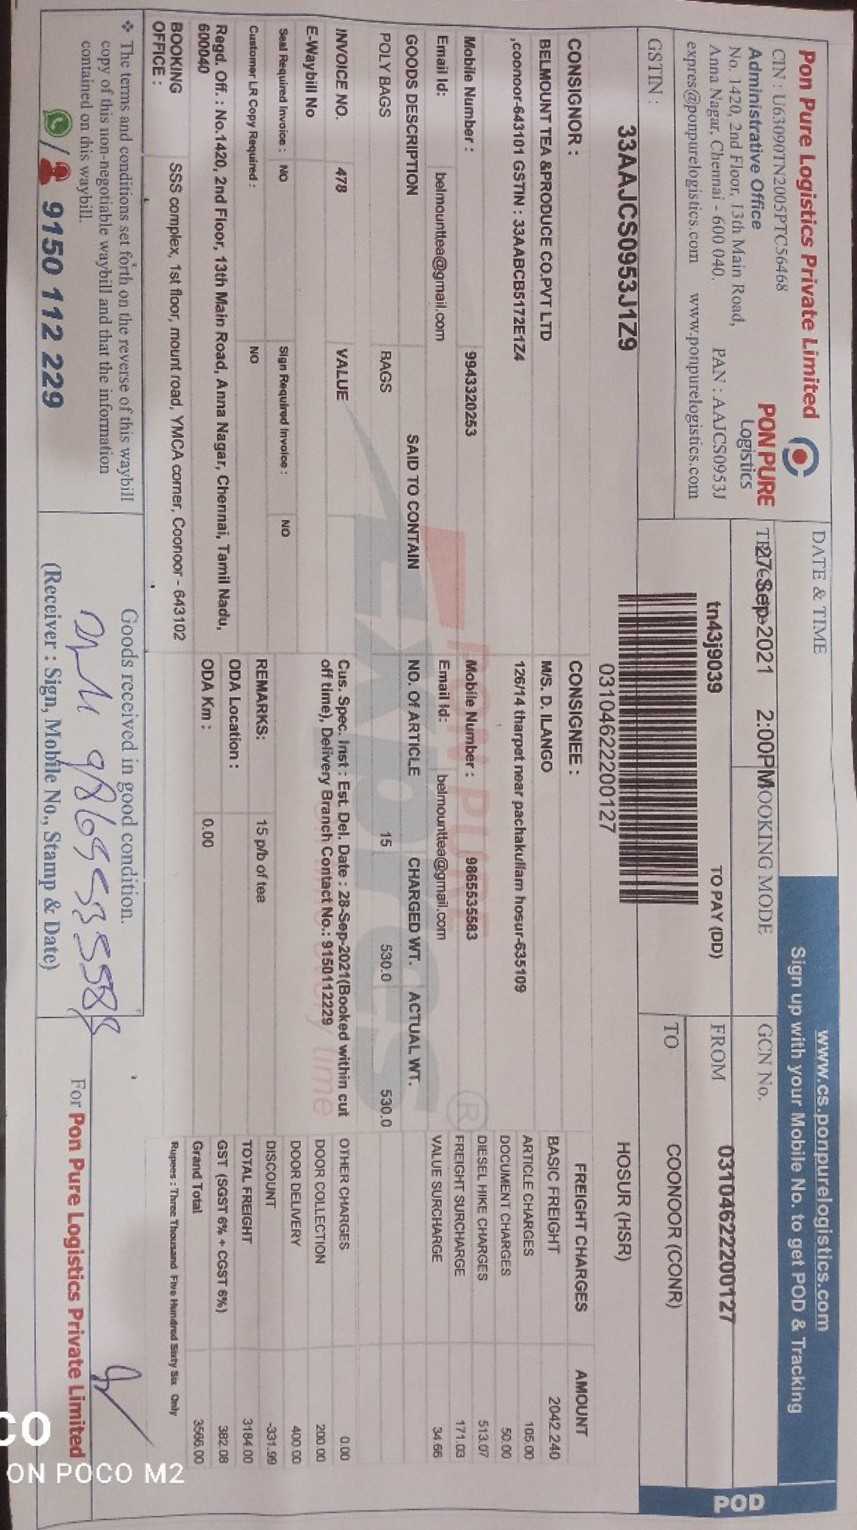 Pon Pure Logistics Private Limited
CIN : U63090TN2005PTC56468
Administrative Office
No. 1420, 2nd Floor, 13th Main Road,
Anna Nagar, Chennai - 600 040. PAN : AAJCS0953J
expres@ponpurelogistics.com www.ponpurelogistics.com
PON PURE
Logistics
DATE & TIME
27-Sep-2021 2:00PM
BOOKING MODE
tn43j9039 TO PAY (DD)
www.cs.ponpurelogistics.com
Sign up with your Mobile No. to get POD & Tracking
POD
GCN No. 03104622200127
FROM COONOOR (CONR)
TO HOSUR (HSR)
GSTIN : 33AAJCS0953J1Z9
03104622200127
CONSIGNOR :
BELMOUNT TEA &PRODUCE CO.PVT LTD
,coonoor-643101 GSTIN : 33AABCB5172E1Z4
Mobile Number : 9943320253
Email Id: belmounttea@gmail.com
CONSIGNEE :
M/S. D. ILANGO
126/14 tharpet near pachakullam hosur-635109
Mobile Number : 9865535583
Email Id: belmounttea@gmail.com
GOODS DESCRIPTION SAID TO CONTAIN NO. Of ARTICLE CHARGED WT. ACTUAL WT.
POLY BAGS BAGS 15 530.0 530.0
INVOICE NO. 478 VALUE
E-Waybill No
Seal Required Invoice : NO Sign Required Invoice : NO
Customer LR Copy Required : NO
Regd. Off. : No.1420, 2nd Floor, 13th Main Road, Anna Nagar, Chennai, Tamil Nadu,
600040
BOOKING OFFICE : SSS complex, 1st floor, mount road, YMCA corner, Coonoor - 643102
Cus. Spec. Inst : Est. Del. Date : 28-Sep-2021(Booked within cut
off time), Delivery Branch Contact No.: 9150112229
REMARKS: 15 p/b of tea
ODA Location :
ODA Km : 0.00
FREIGHT CHARGES AMOUNT
BASIC FREIGHT 2042.240
ARTICLE CHARGES 105.00
DOCUMENT CHARGES 50.00
DIESEL HIKE CHARGES 513.07
FREIGHT SURCHARGE 171.03
VALUE SURCHARGE 34.66
OTHER CHARGES 0.00
DOOR COLLECTION 200.00
DOOR DELIVERY 400.00
DISCOUNT -331.99
TOTAL FREIGHT 3184.00
GST (SGST 6% + CGST 6%) 382.08
Grand Total 3566.00
Rupees : Three Thousand Five Hundred Sixty Six Only
❖ The terms and conditions set forth on the reverse of this waybill
copy of this non-negotiable waybill and that the information
contained on this waybill.
9150 112 229
Goods received in good condition.
9865535583
(Receiver : Sign, Mobile No., Stamp & Date)
For Pon Pure Logistics Private Limited
CO
ON POCO M2